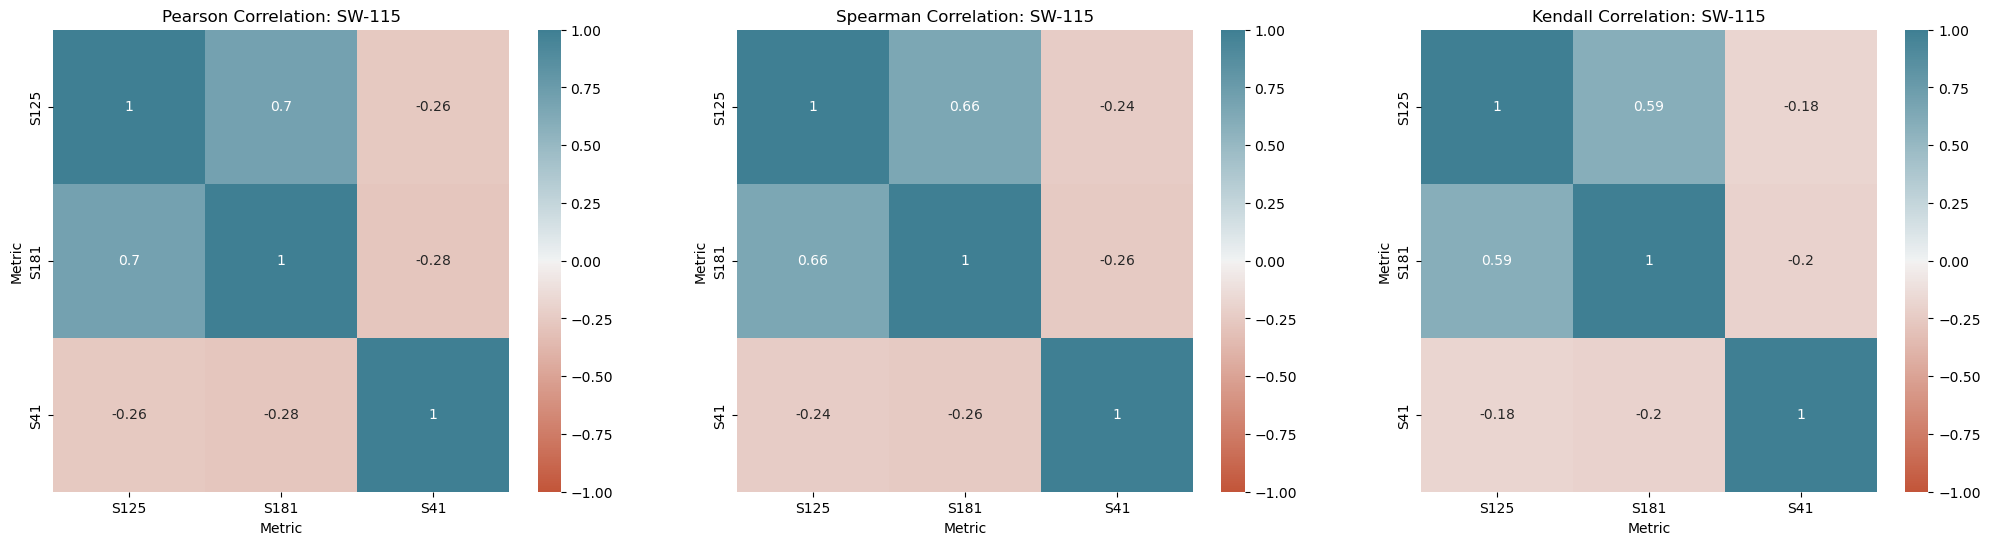 Pearson Correlation: SW-115
Metric
S125
S181
S41
1
0.7
-0.26
0.7
1
-0.28
-0.26
-0.28
1
S125
S181
S41
Metric
1.00
0.75
0.50
0.25
0.00
−0.25
−0.50
−0.75
−1.00
Spearman Correlation: SW-115
Metric
S125
S181
S41
1
0.66
-0.24
0.66
1
-0.26
-0.24
-0.26
1
S125
S181
S41
Metric
1.00
0.75
0.50
0.25
0.00
−0.25
−0.50
−0.75
−1.00
Kendall Correlation: SW-115
Metric
S125
S181
S41
1
0.59
-0.18
0.59
1
-0.2
-0.18
-0.2
1
S125
S181
S41
Metric
1.00
0.75
0.50
0.25
0.00
−0.25
−0.50
−0.75
−1.00